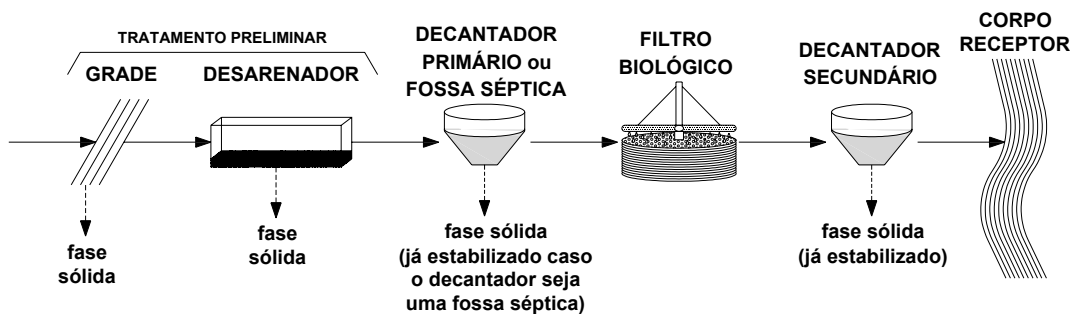 TRATAMENTO PRELIMINAR
GRADE
DESARENADOR
DECANTADOR
PRIMÁRIO ou
FOSSA SÉPTICA
FILTRO
BIOLÓGICO
DECANTADOR
SECUNDÁRIO
CORPO
RECEPTOR
fase
sólida
fase
sólida
fase sólida
(já estabilizado caso
o decantador seja
uma fossa séptica)
fase sólida
(já estabilizado)